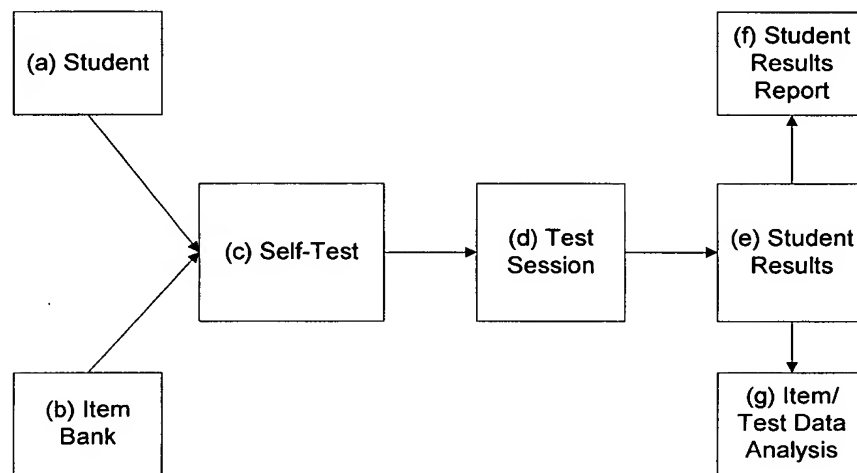 (a) Student
(b) Item
Bank
(c) Self-Test
(d) Test
Session
(e) Student
Results
(f) Student
Results
Report
(g) Item/
Test Data
Analysis